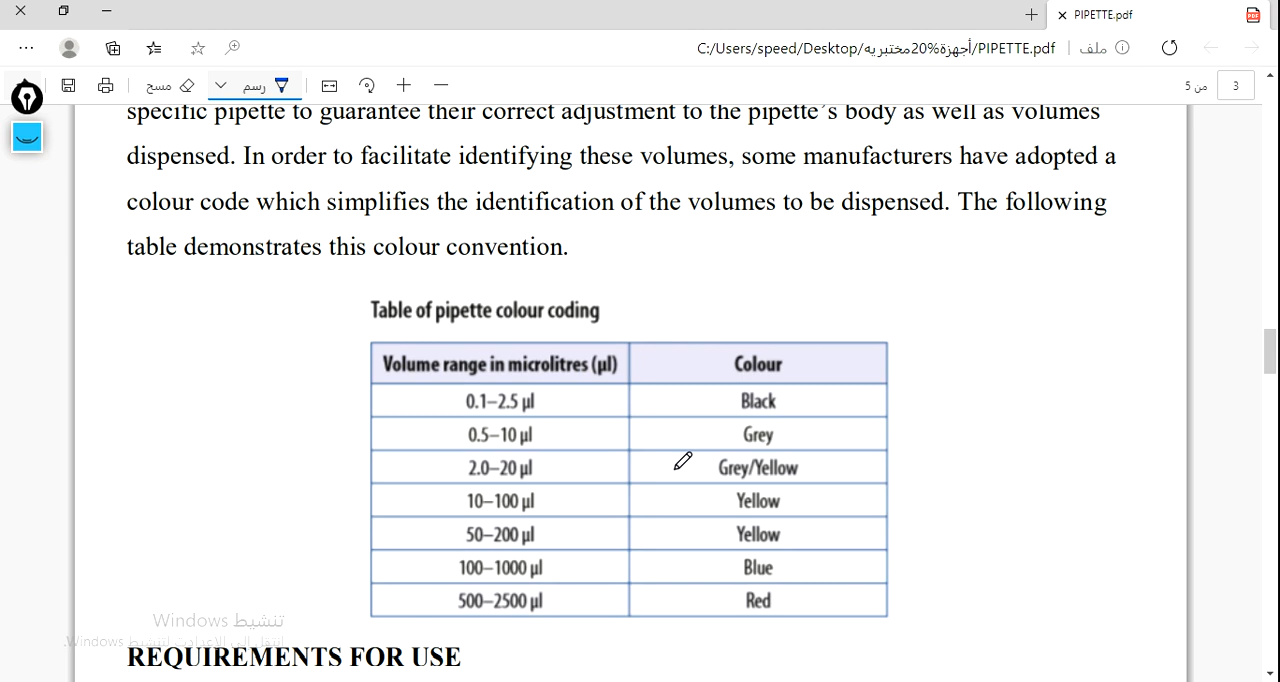 PIPETTE.pdf
C:/Users/speed/Desktop/أجهزة%20مختبريه/PIPETTE.pdf
ملف
مسح
رسم
3
من 5
specific pipette to guarantee their correct adjustment to the pipette's body as well as volumes
dispensed. In order to facilitate identifying these volumes, some manufacturers have adopted a
colour code which simplifies the identification of the volumes to be dispensed. The following
table demonstrates this colour convention.
Table of pipette colour coding
Volume range in microlitres (µl) Colour
0.1–2.5 µl Black
0.5–10 µl Grey
2.0–20 µl Grey/Yellow
10–100 µl Yellow
50–200 µl Yellow
100–1000 µl Blue
500–2500 µl Red
تنشيط Windows
انتقل إلى الإعدادات لتنشيط Windows.
REQUIREMENTS FOR USE